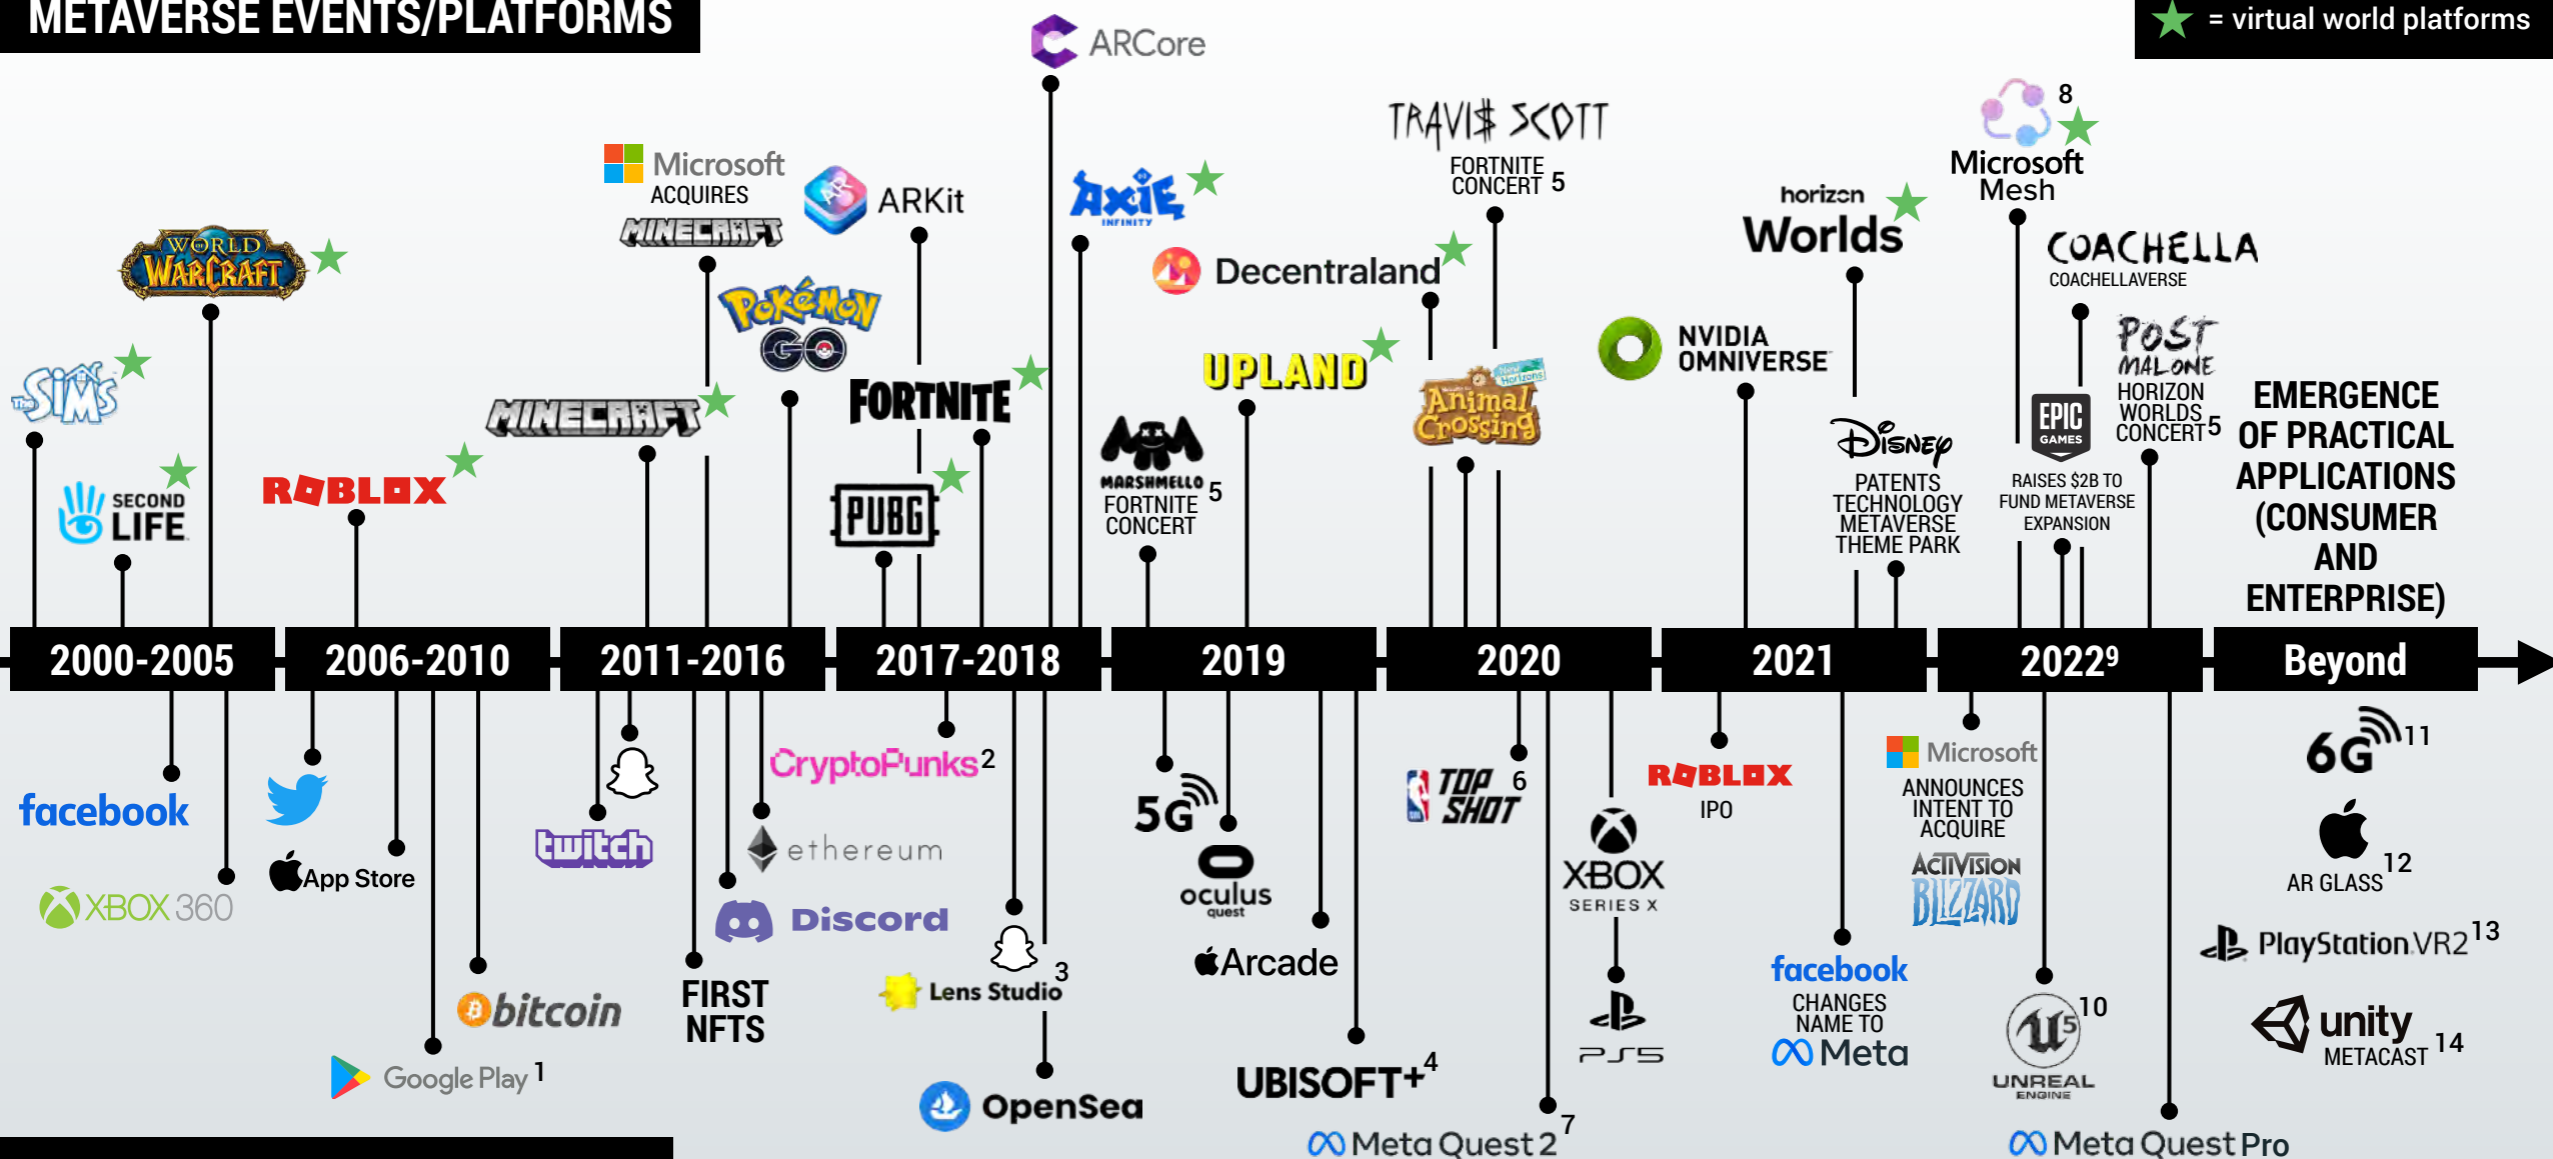 METAVERSE EVENTS/PLATFORMS
= virtual world platforms
ARCore
TRAVI$ SCOTT
FORTNITE
CONCERT 5
8
Microsoft
Mesh
Microsoft
ACQUIRES
MINECRAFT
ARKit
AXIE
INFINITY
horizon
Worlds
COACHELLA
COACHELLAVERSE
WORLD
OF
WARCRAFT
POKéMON
GO
Decentraland
NVIDIA
OMNIVERSE
POST
MALONE
HORIZON
WORLDS
CONCERT 5
THE SIMS
MINECRAFT
FORTNITE
UPLAND
New
Horizons
Animal
Crossing
EPIC
GAMES
RAISES $2B TO
FUND METAVERSE
EXPANSION
EMERGENCE
OF PRACTICAL
APPLICATIONS
(CONSUMER
AND
ENTERPRISE)
SECOND
LIFE
ROBLOX
PUBG
MARSHMELLO
FORTNITE 5
CONCERT
Disney
PATENTS
TECHNOLOGY
METAVERSE
THEME PARK
2000-2005
2006-2010
2011-2016
2017-2018
2019
2020
2021
2022⁹
Beyond
facebook
XBOX 360
App Store
Google Play 1
bitcoin
twitch
FIRST
NFTS
CryptoPunks 2
ethereum
Discord
3
Lens Studio
OpenSea
5G
oculus
quest
Arcade
UBISOFT+ 4
TOP 6
SHOT
XBOX
SERIES X
PS5
Meta Quest 2 7
ROBLOX
IPO
facebook
CHANGES
NAME TO
Meta
Microsoft
ANNOUNCES
INTENT TO
ACQUIRE
ACTIVISION
BLIZZARD
U5 10
UNREAL
ENGINE
Meta Quest Pro
6G 11
12
AR GLASS
PlayStation VR2 13
unity
METACAST 14